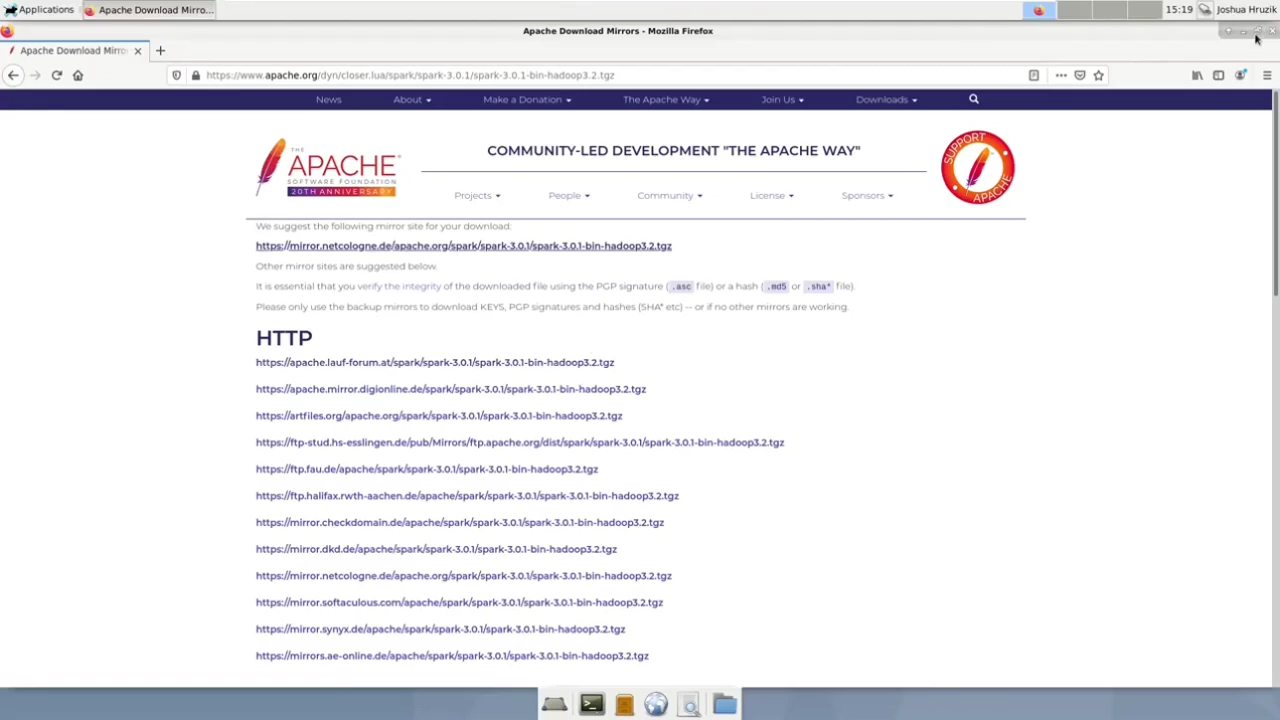 Applications
Apache Download Mirro...
15:19
Joshua Hruzik
Apache Download Mirrors - Mozilla Firefox
Apache Download Mirro
https://www.apache.org/dyn/closer.lua/spark/spark-3.0.1/spark-3.0.1-bin-hadoop3.2.tgz
News About Make a Donation The Apache Way Join Us Downloads
THE
APACHE
SOFTWARE FOUNDATION
20TH ANNIVERSARY
COMMUNITY-LED DEVELOPMENT "THE APACHE WAY"
SUPPORT
APACHE
Projects People Community License Sponsors
We suggest the following mirror site for your download:
https://mirror.netcologne.de/apache.org/spark/spark-3.0.1/spark-3.0.1-bin-hadoop3.2.tgz
Other mirror sites are suggested below.
It is essential that you verify the integrity of the downloaded file using the PGP signature (.asc file) or a hash (.md5 or .sha* file).
Please only use the backup mirrors to download KEYS, PGP signatures and hashes (SHA* etc) -- or if no other mirrors are working.
HTTP
https://apache.lauf-forum.at/spark/spark-3.0.1/spark-3.0.1-bin-hadoop3.2.tgz
https://apache.mirror.digionline.de/spark/spark-3.0.1/spark-3.0.1-bin-hadoop3.2.tgz
https://artfiles.org/apache.org/spark/spark-3.0.1/spark-3.0.1-bin-hadoop3.2.tgz
https://ftp-stud.hs-esslingen.de/pub/Mirrors/ftp.apache.org/dist/spark/spark-3.0.1/spark-3.0.1-bin-hadoop3.2.tgz
https://ftp.fau.de/apache/spark/spark-3.0.1/spark-3.0.1-bin-hadoop3.2.tgz
https://ftp.halifax.rwth-aachen.de/apache/spark/spark-3.0.1/spark-3.0.1-bin-hadoop3.2.tgz
https://mirror.checkdomain.de/apache/spark/spark-3.0.1/spark-3.0.1-bin-hadoop3.2.tgz
https://mirror.dkd.de/apache/spark/spark-3.0.1/spark-3.0.1-bin-hadoop3.2.tgz
https://mirror.netcologne.de/apache.org/spark/spark-3.0.1/spark-3.0.1-bin-hadoop3.2.tgz
https://mirror.softaculous.com/apache/spark/spark-3.0.1/spark-3.0.1-bin-hadoop3.2.tgz
https://mirror.synyx.de/apache/spark/spark-3.0.1/spark-3.0.1-bin-hadoop3.2.tgz
https://mirrors.ae-online.de/apache/spark/spark-3.0.1/spark-3.0.1-bin-hadoop3.2.tgz